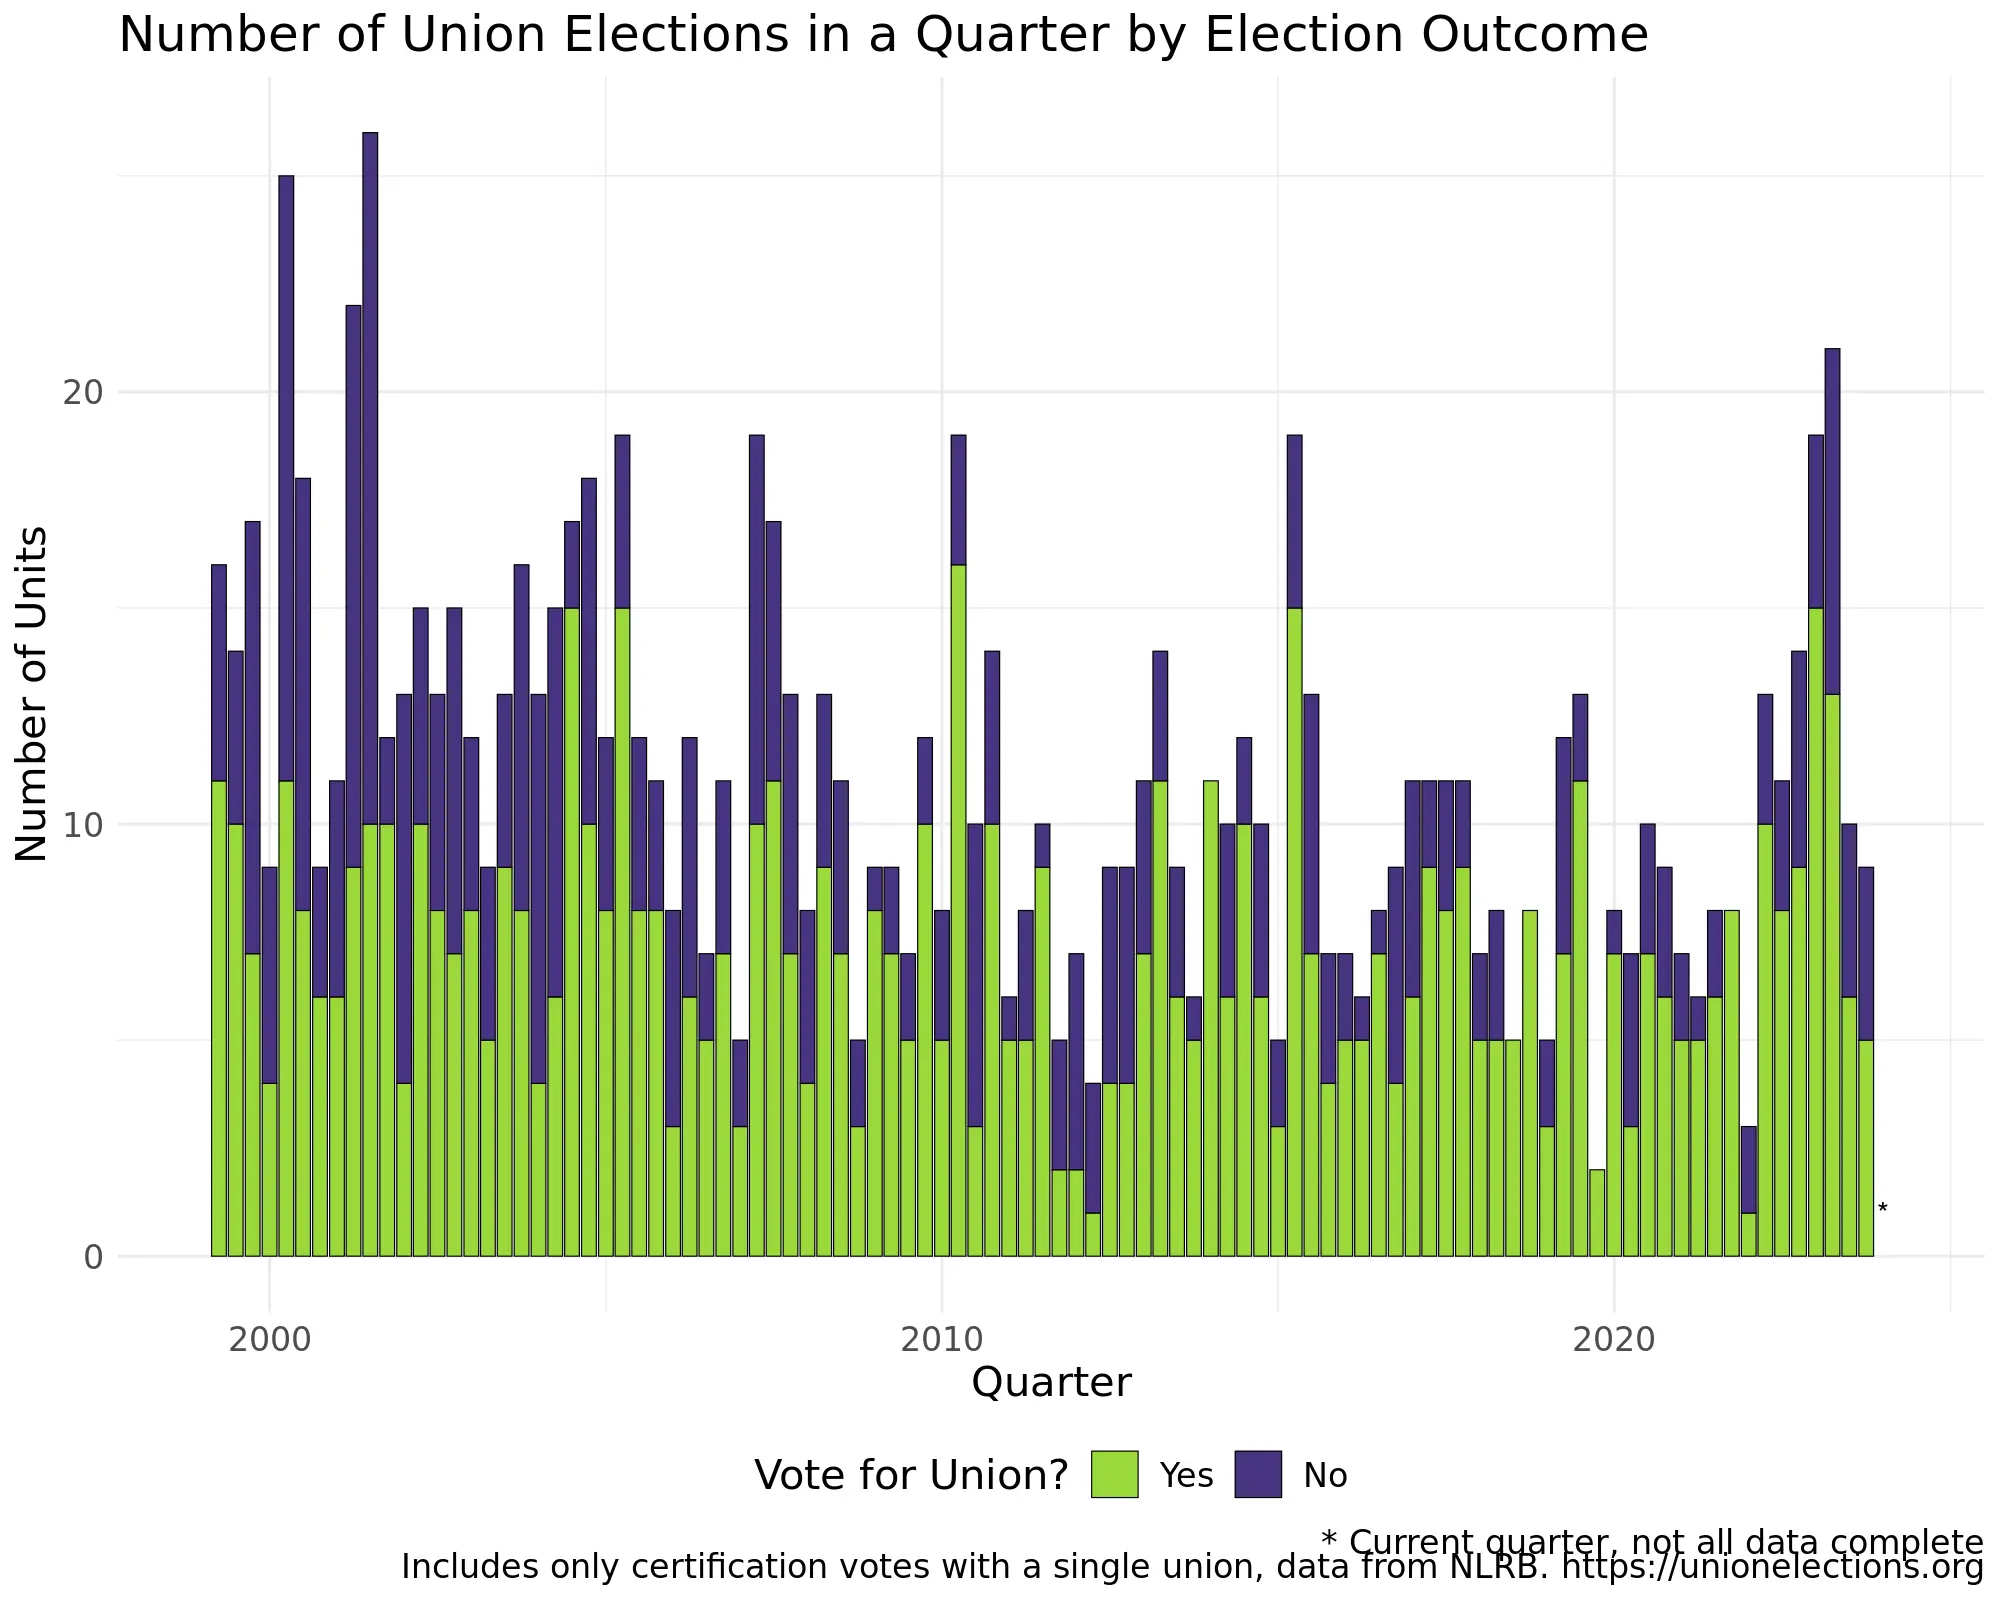 Number of Union Elections in a Quarter by Election Outcome
Number of Units
20
10
0
*
2000
2010
2020
Quarter
Vote for Union?
Yes
No
* Current quarter, not all data complete
Includes only certification votes with a single union, data from NLRB. https://unionelections.org